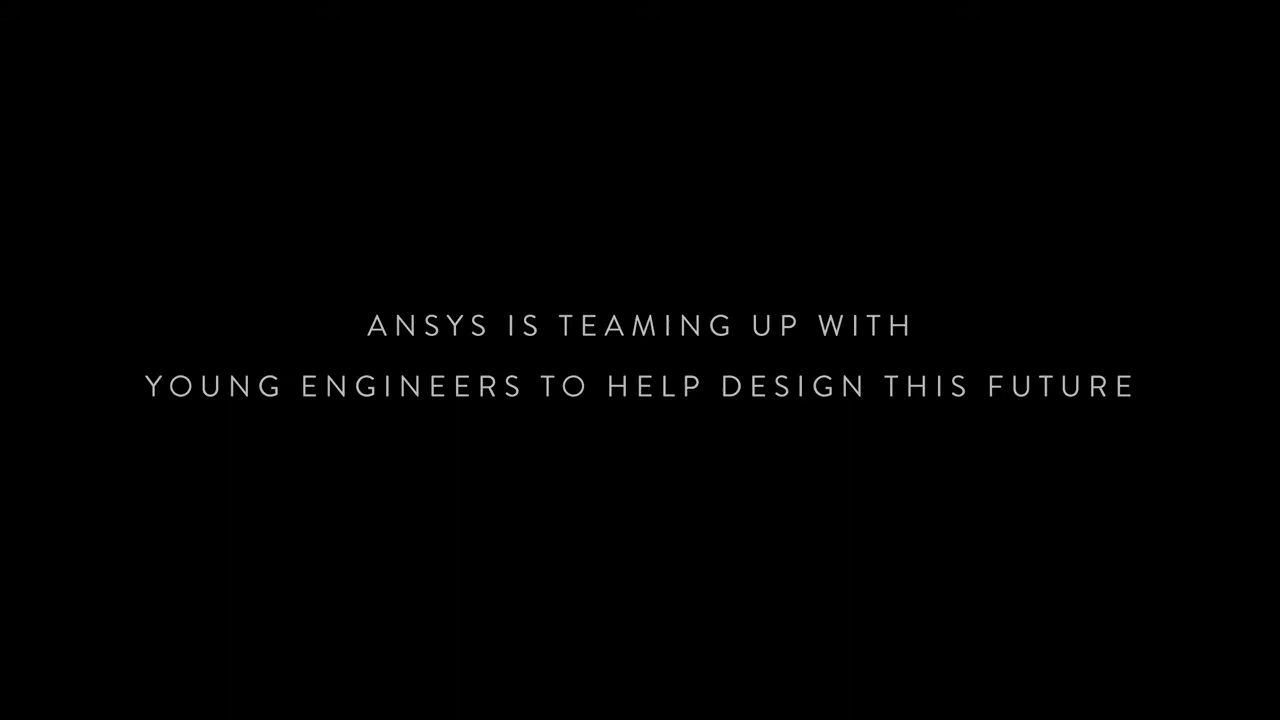 ANSYS IS TEAMING UP WITH
YOUNG ENGINEERS TO HELP DESIGN THIS FUTURE